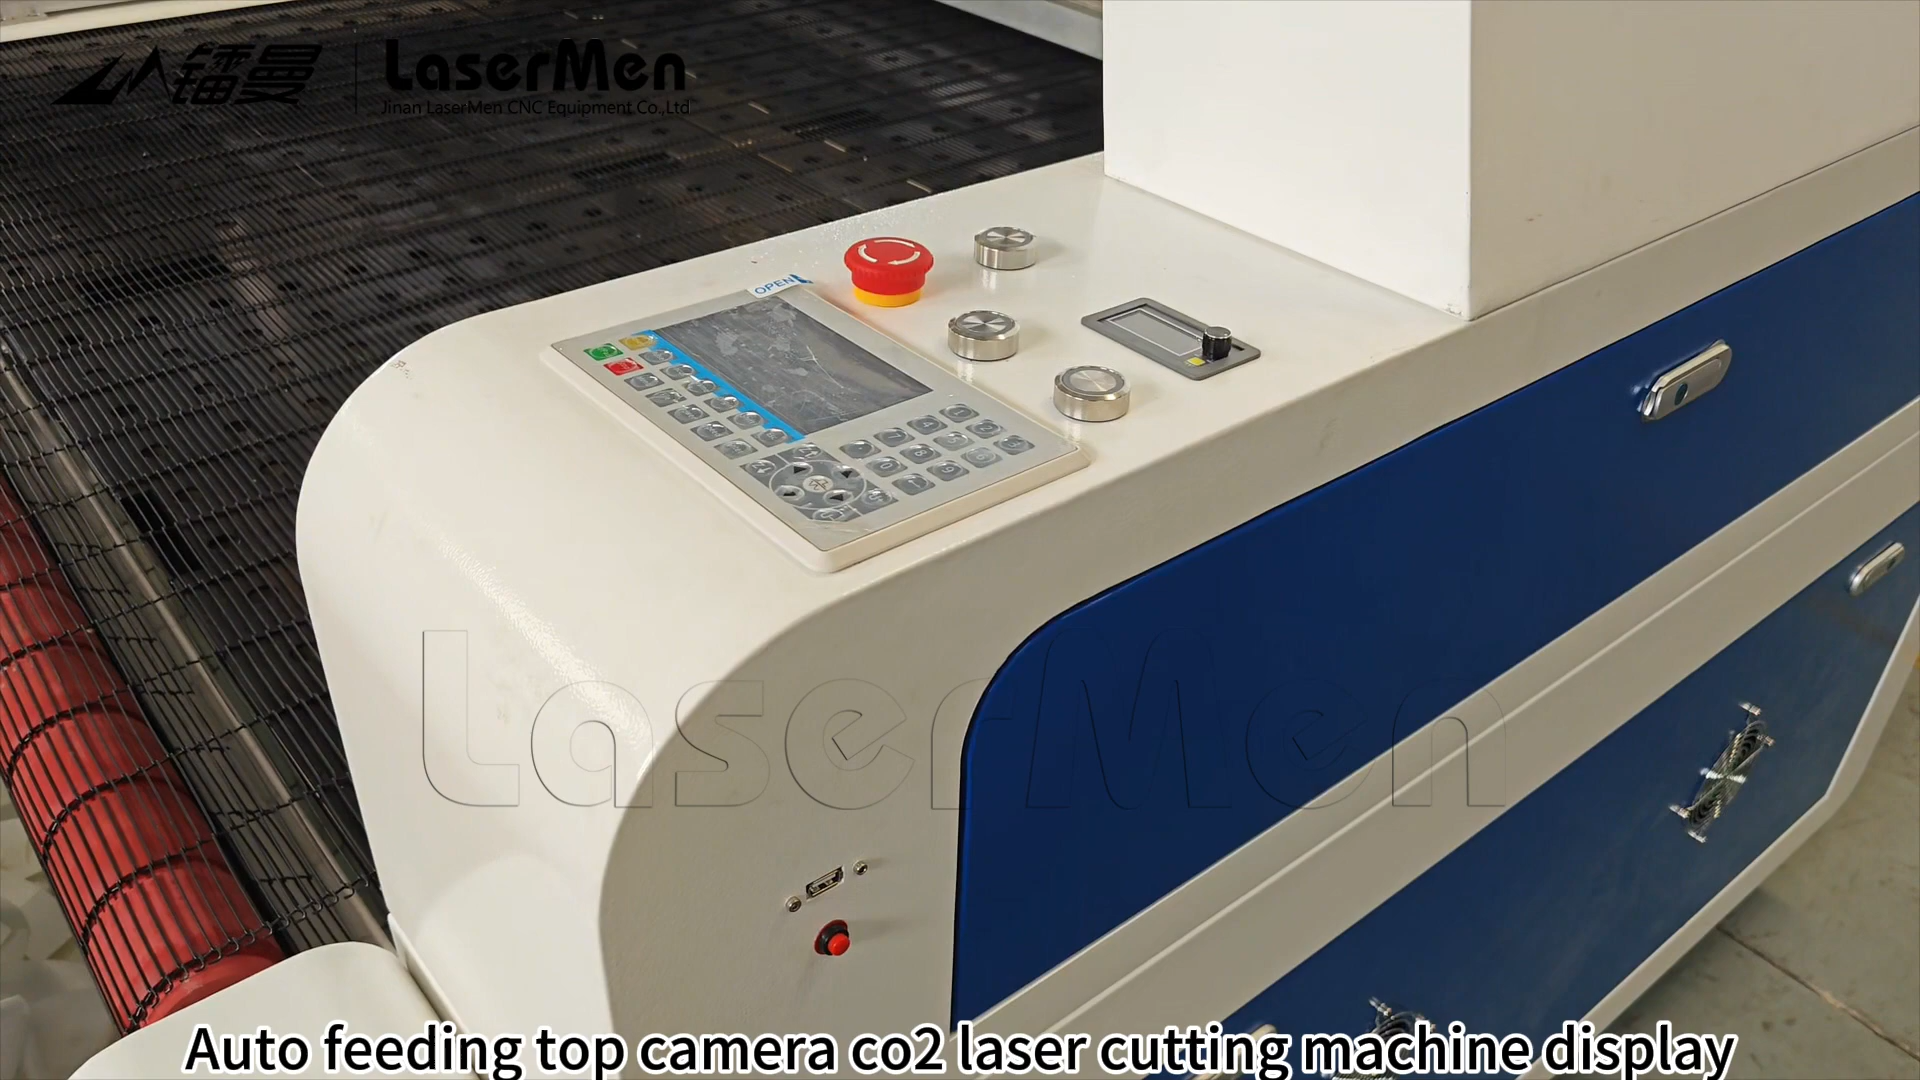 镭曼
LaserMen
Jinan LaserMen CNC Equipment Co.,Ltd
OPEN
LaserMen
Auto feeding top camera co2 laser cutting machine display